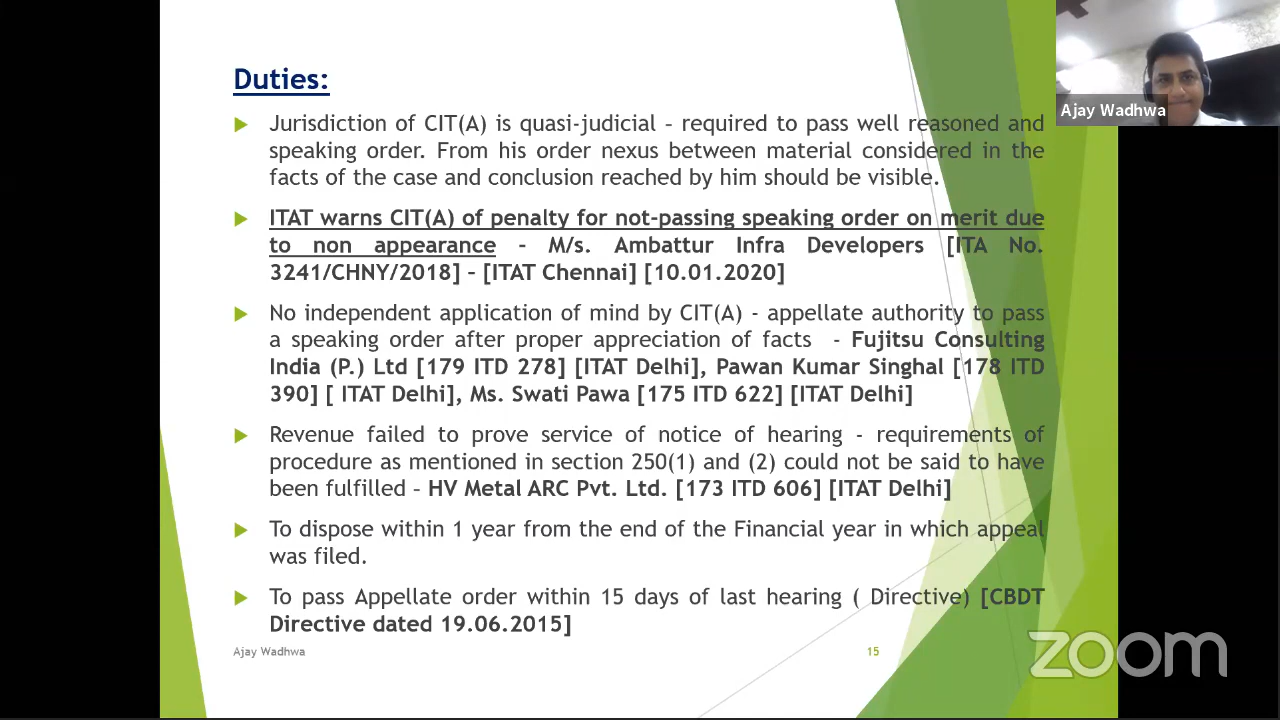 Duties:
Jurisdiction of CIT(A) is quasi-judicial – required to pass well reasoned and
speaking order. From his order nexus between material considered in the
facts of the case and conclusion reached by him should be visible.
ITAT warns CIT(A) of penalty for not-passing speaking order on merit due
to non appearance – M/s. Ambattur Infra Developers [ITA No.
3241/CHNY/2018] – [ITAT Chennai] [10.01.2020]
No independent application of mind by CIT(A) - appellate authority to pass
a speaking order after proper appreciation of facts - Fujitsu Consulting
India (P.) Ltd [179 ITD 278] [ITAT Delhi], Pawan Kumar Singhal [178 ITD
390] [ ITAT Delhi], Ms. Swati Pawa [175 ITD 622] [ITAT Delhi]
Revenue failed to prove service of notice of hearing - requirements of
procedure as mentioned in section 250(1) and (2) could not be said to have
been fulfilled – HV Metal ARC Pvt. Ltd. [173 ITD 606] [ITAT Delhi]
To dispose within 1 year from the end of the Financial year in which appeal
was filed.
To pass Appellate order within 15 days of last hearing ( Directive) [CBDT
Directive dated 19.06.2015]
Ajay Wadhwa
15
Ajay Wadhwa
zoom